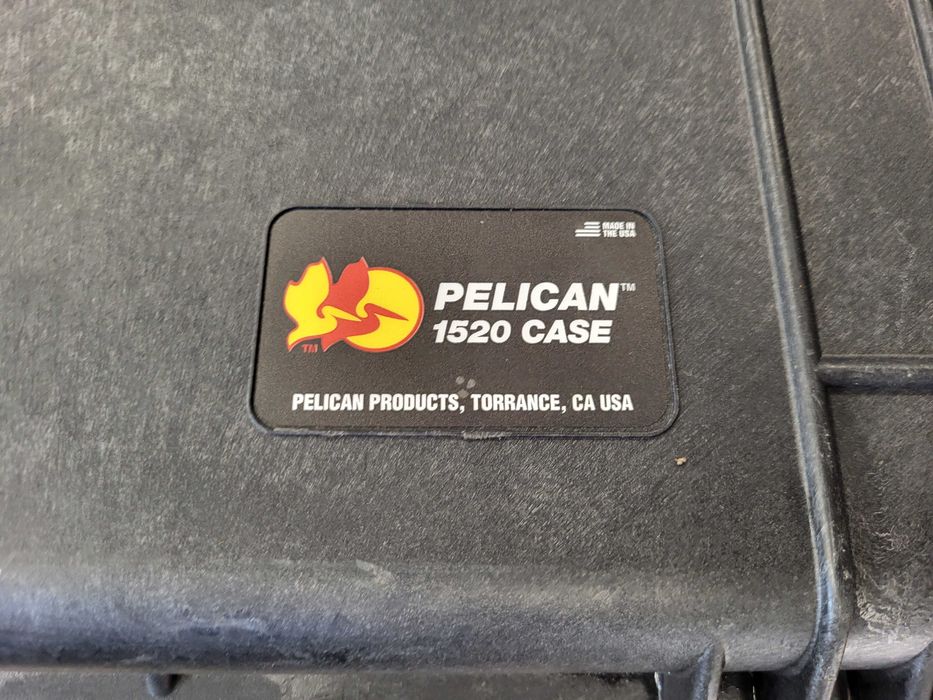 MADE IN
THE USA
PELICAN™
1520 CASE
TM
PELICAN PRODUCTS, TORRANCE, CA USA